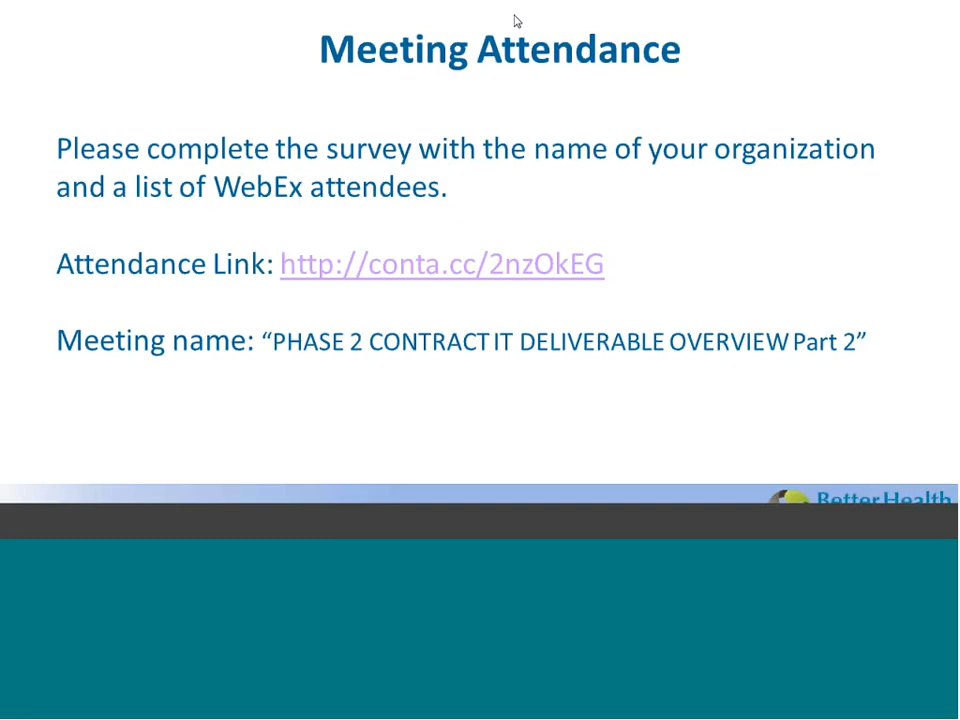 Meeting Attendance
Please complete the survey with the name of your organization
and a list of WebEx attendees.
Attendance Link: http://conta.cc/2nzOkEG
Meeting name: “PHASE 2 CONTRACT IT DELIVERABLE OVERVIEW Part 2”
Better Health